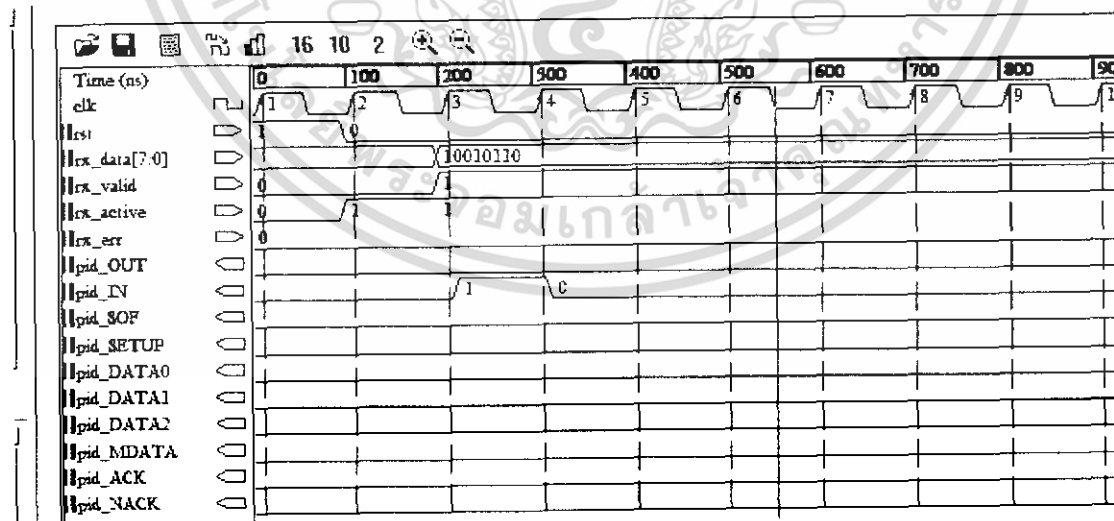 16 10 2
Time (ns) 0 100 200 300 400 500 600 700 800 90
clk 1 2 3 4 5 6 7 8 9 1
rst 1 0
rx_data[7:0] 10010110
rx_valid 0 1
rx_active 0 1 1
rx_err 0
pid_OUT
pid_IN 1 0
pid_SOF
pid_SETUP
pid_DATA0
pid_DATA1
pid_DATA2
pid_MDATA
pid_ACK
pid_NACK